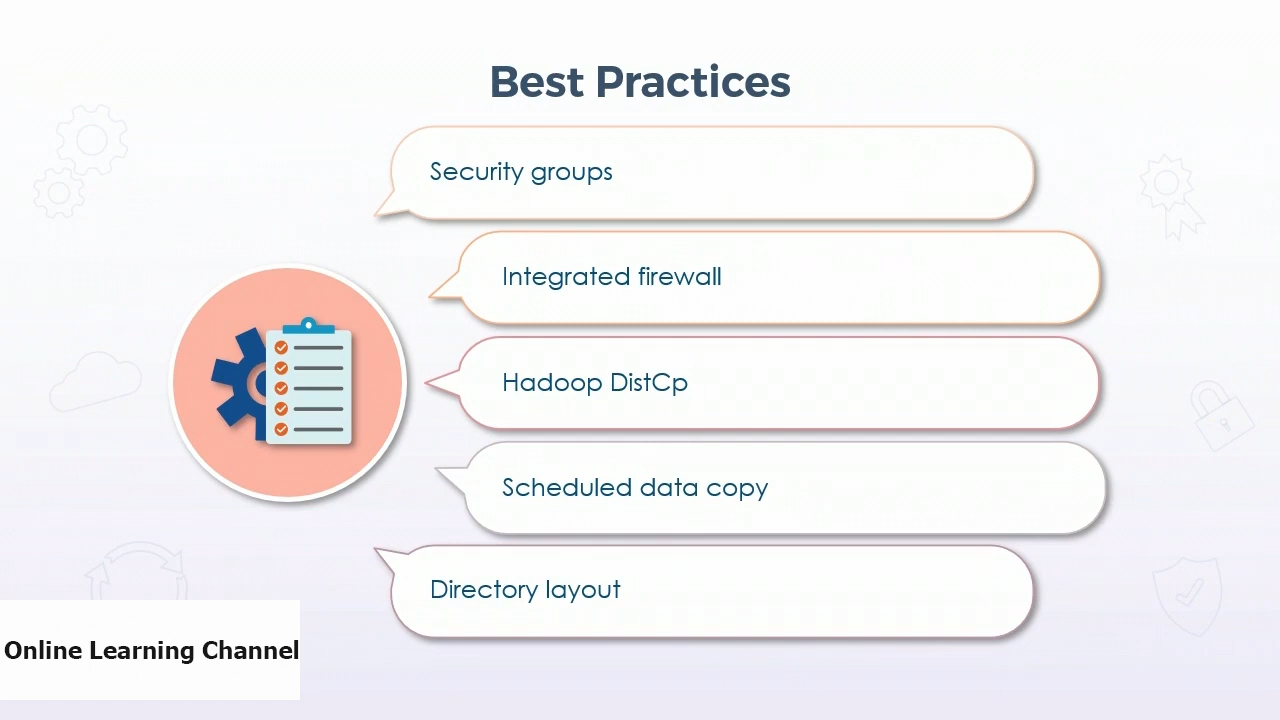 Best Practices
Security groups
Integrated firewall
Hadoop DistCp
Scheduled data copy
Directory layout
Online Learning Channel